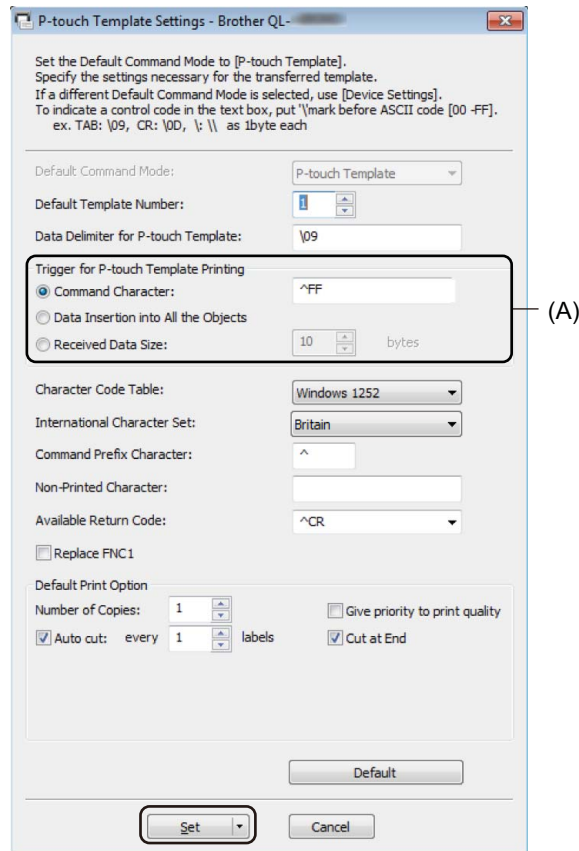 P-touch Template Settings - Brother QL-
Set the Default Command Mode to [P-touch Template].
Specify the settings necessary for the transferred template.
If a different Default Command Mode is selected, use [Device Settings].
To indicate a control code in the text box, put '\'mark before ASCII code [00 -FF].
ex. TAB: \09, CR: \0D, \: \\ as 1byte each
Default Command Mode: P-touch Template
Default Template Number: 1
Data Delimiter for P-touch Template: \09
Trigger for P-touch Template Printing
Command Character: ^FF
(A)
Data Insertion into All the Objects
Received Data Size: 10 bytes
Character Code Table: Windows 1252
International Character Set: Britain
Command Prefix Character: ^
Non-Printed Character:
Available Return Code: ^CR
Replace FNC1
Default Print Option
Number of Copies: 1 Give priority to print quality
Auto cut: every 1 labels Cut at End
Default
Set Cancel